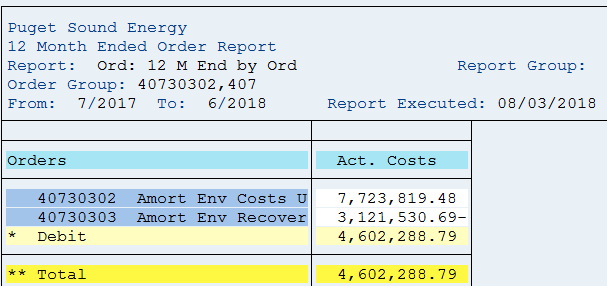 Puget Sound Energy
12 Month Ended Order Report
Report: Ord: 12 M End by Ord Report Group:
Order Group: 40730302,407
From: 7/2017 To: 6/2018 Report Executed: 08/03/2018
Orders Act. Costs
40730302 Amort Env Costs U 7,723,819.48
40730303 Amort Env Recover 3,121,530.69-
* Debit 4,602,288.79
** Total 4,602,288.79